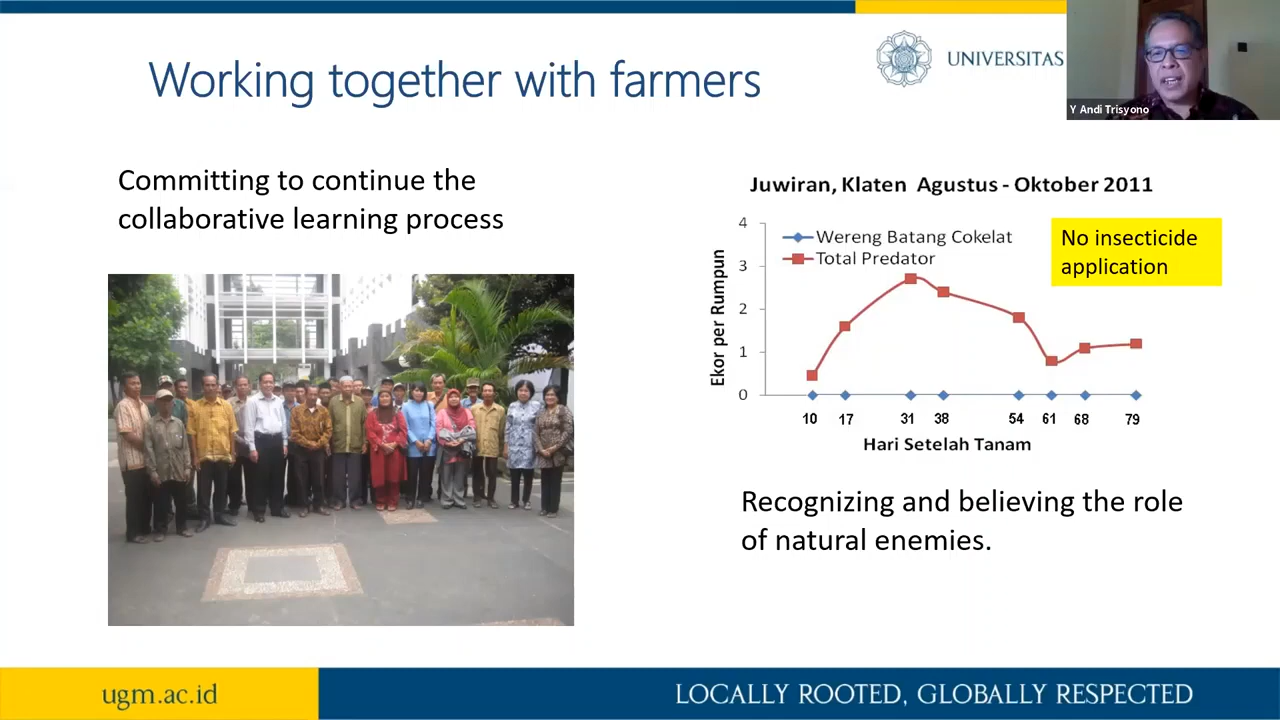 Working together with farmers
UNIVERSITAS
Y Andi Trisyono
Committing to continue the
collaborative learning process
Juwiran, Klaten Agustus - Oktober 2011
4
3
2
1
0
Ekor per Rumpun
Wereng Batang Cokelat
Total Predator
No insecticide
application
10 17 31 38 54 61 68 79
Hari Setelah Tanam
Recognizing and believing the role
of natural enemies.
ugm.ac.id
LOCALLY ROOTED, GLOBALLY RESPECTED